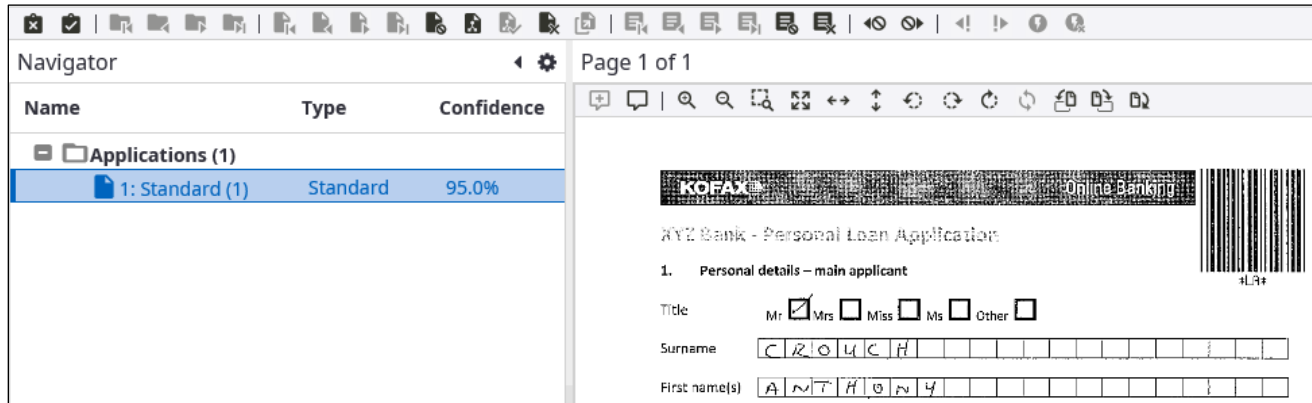 Navigator
Page 1 of 1
Name Type Confidence
Applications (1)
1: Standard (1) Standard 95.0%
KOFAX Online Banking
XYZ Bank - Personal Loan Application
*LA*
1. Personal details – main applicant
Title Mr Mrs Miss Ms Other
Surname CROUCH
First name(s) ANTHONY